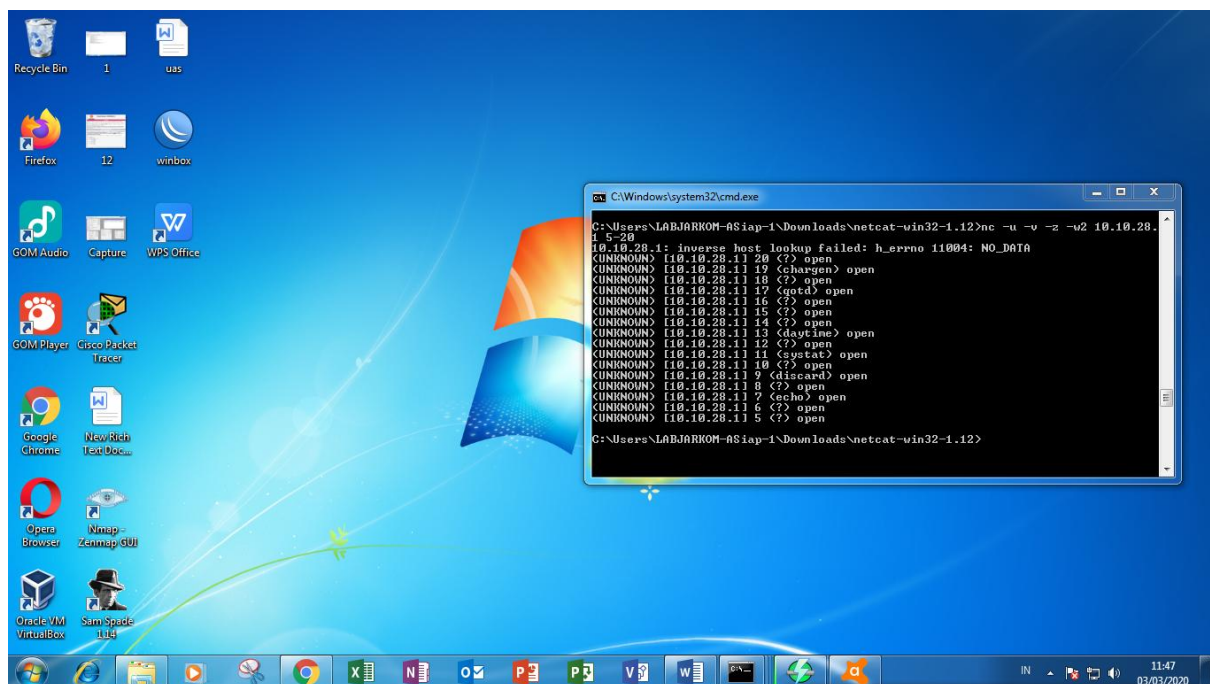 Recycle Bin
1
uas
Firefox
12
winbox
GOM Audio
Capture
WPS Office
GOM Player
Cisco Packet
Tracer
Google
Chrome
New Rich
Text Doc...
Opera
Browser
Nmap -
Zenmap GUI
Oracle VM
VirtualBox
Sam Spade
1.14
C:\Windows\system32\cmd.exe
C:\Users\LABJARKOM-ASiap-1\Downloads\netcat-win32-1.12>nc -u -v -z -w2 10.10.28.
1 5-20
10.10.28.1: inverse host lookup failed: h_errno 11004: NO_DATA
(UNKNOWN) [10.10.28.1] 20 (?) open
(UNKNOWN) [10.10.28.1] 19 (chargen) open
(UNKNOWN) [10.10.28.1] 18 (?) open
(UNKNOWN) [10.10.28.1] 17 (qotd) open
(UNKNOWN) [10.10.28.1] 16 (?) open
(UNKNOWN) [10.10.28.1] 15 (?) open
(UNKNOWN) [10.10.28.1] 14 (?) open
(UNKNOWN) [10.10.28.1] 13 (daytime) open
(UNKNOWN) [10.10.28.1] 12 (?) open
(UNKNOWN) [10.10.28.1] 11 (systat) open
(UNKNOWN) [10.10.28.1] 10 (?) open
(UNKNOWN) [10.10.28.1] 9 (discard) open
(UNKNOWN) [10.10.28.1] 8 (?) open
(UNKNOWN) [10.10.28.1] 7 (echo) open
(UNKNOWN) [10.10.28.1] 6 (?) open
(UNKNOWN) [10.10.28.1] 5 (?) open
C:\Users\LABJARKOM-ASiap-1\Downloads\netcat-win32-1.12>
IN
11:47
03/03/2020